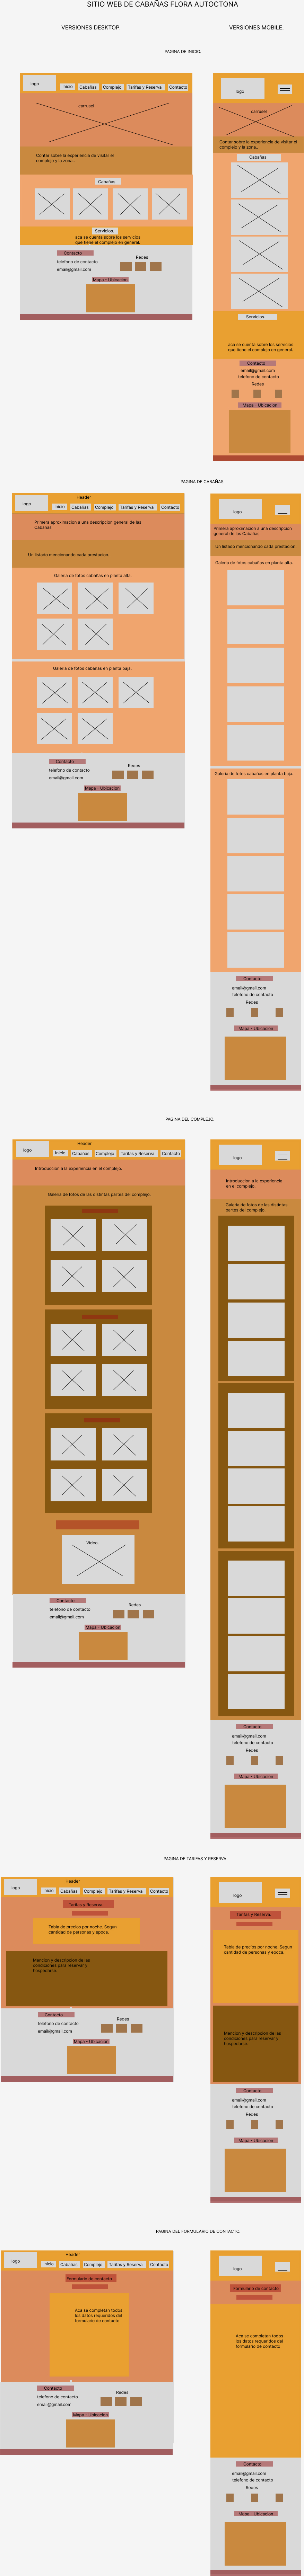 SITIO WEB DE CABAÑAS FLORA AUTOCTONA
VERSIONES DESKTOP.
VERSIONES MOBILE.
PAGINA DE INICIO.
logo
Inicio
Cabañas
Complejo
Tarifas y Reserva
Contacto
carrusel
Contar sobre la experiencia de visitar el
complejo y la zona..
Cabañas
Servicios.
aca se cuenta sobre los servicios
que tiene el complejo en general.
Contacto
telefono de contacto
email@gmail.com
Redes
Mapa - Ubicacion
logo
carrusel
Contar sobre la experiencia de visitar el
complejo y la zona..
Cabañas
Servicios.
aca se cuenta sobre los servicios
que tiene el complejo en general.
Contacto
email@gmail.com
telefono de contacto
Redes
Mapa - Ubicacion
PAGINA DE CABAÑAS.
Header
logo
Inicio
Cabañas
Complejo
Tarifas y Reserva
Contacto
Primera aproximacion a una descripcion general de las
Cabañas
Un listado mencionando cada prestacion.
Galeria de fotos cabañas en planta alta.
Galeria de fotos cabañas en planta baja.
Contacto
telefono de contacto
email@gmail.com
Redes
Mapa - Ubicacion
logo
Primera aproximacion a una descripcion
general de las Cabañas
Un listado mencionando cada prestacion.
Galeria de fotos cabañas en planta alta.
Galeria de fotos cabañas en planta baja.
Contacto
email@gmail.com
telefono de contacto
Redes
Mapa - Ubicacion
PAGINA DEL COMPLEJO.
Header
logo
Inicio
Cabañas
Complejo
Tarifas y Reserva
Contacto
Introduccion a la experiencia en el complejo.
Galeria de fotos de las distintas partes del complejo.
Video.
Contacto
telefono de contacto
email@gmail.com
Redes
Mapa - Ubicacion
logo
Introduccion a la experiencia
en el complejo.
Galeria de fotos de las distintas
partes del complejo.
Contacto
email@gmail.com
telefono de contacto
Redes
Mapa - Ubicacion
PAGINA DE TARIFAS Y RESERVA.
Header
logo
Inicio
Cabañas
Complejo
Tarifas y Reserva
Contacto
Tarifas y Reserva.
Tabla de precios por noche. Segun
cantidad de personas y epoca.
Mencion y descripcion de las
condiciones para reservar y
hospedarse.
Contacto
telefono de contacto
email@gmail.com
Redes
Mapa - Ubicacion
logo
Tarifas y Reserva.
Tabla de precios por noche. Segun
cantidad de personas y epoca.
Mencion y descripcion de las
condiciones para reservar y
hospedarse.
Contacto
email@gmail.com
telefono de contacto
Redes
Mapa - Ubicacion
PAGINA DEL FORMULARIO DE CONTACTO.
Header
logo
Inicio
Cabañas
Complejo
Tarifas y Reserva
Contacto
Formulario de contacto
Aca se completan todos
los datos requeridos del
formulario de contacto
Contacto
telefono de contacto
email@gmail.com
Redes
Mapa - Ubicacion
logo
Formulario de contacto
Aca se completan todos
los datos requeridos del
formulario de contacto
Contacto
email@gmail.com
telefono de contacto
Redes
Mapa - Ubicacion